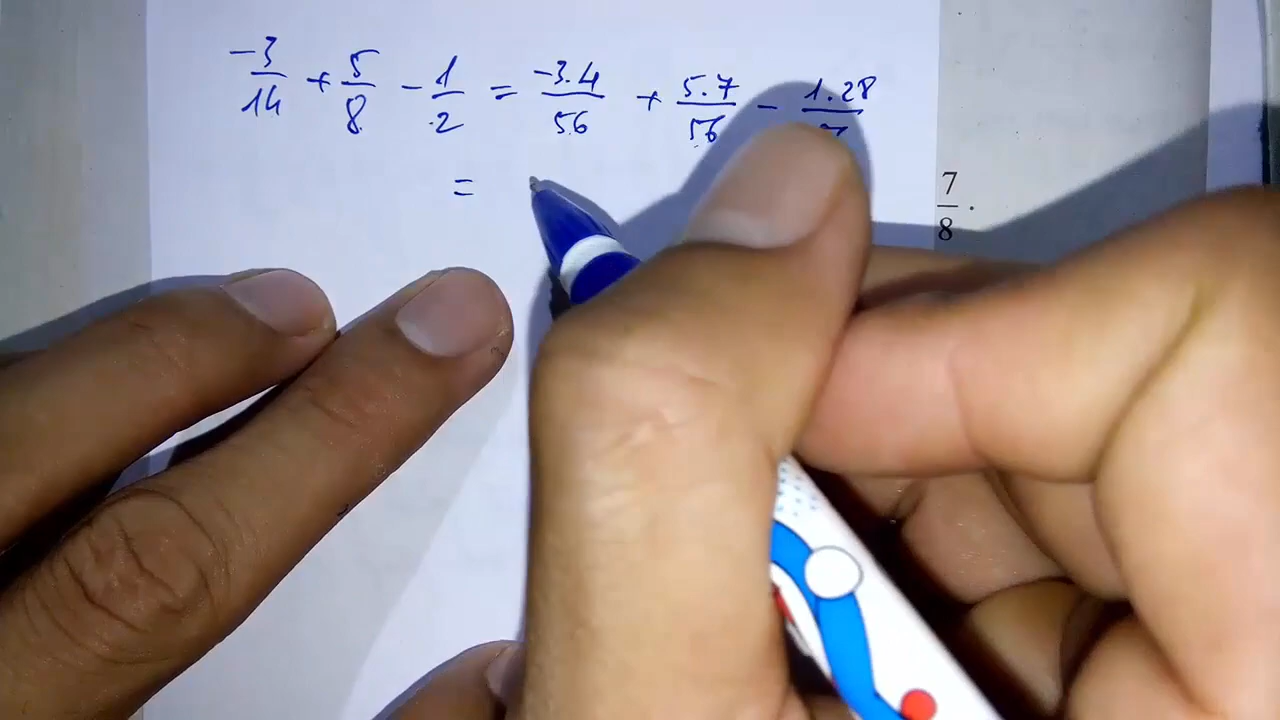 -3/14 + 5/8 - 1/2 = -3.4/56 + 5.7/56 - 1.28/
=
7/8.